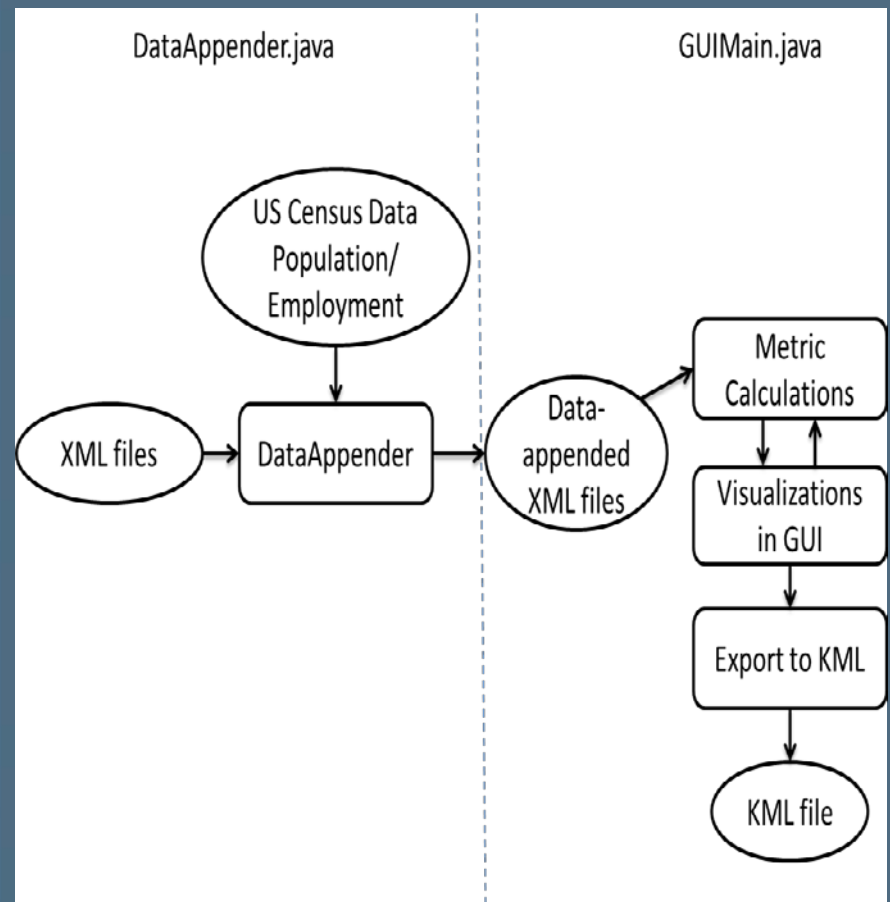 DataAppender.java
GUIMain.java
US Census Data
Population/
Employment
XML files
DataAppender
Data-
appended
XML files
Metric
Calculations
Visualizations
in GUI
Export to KML
KML file